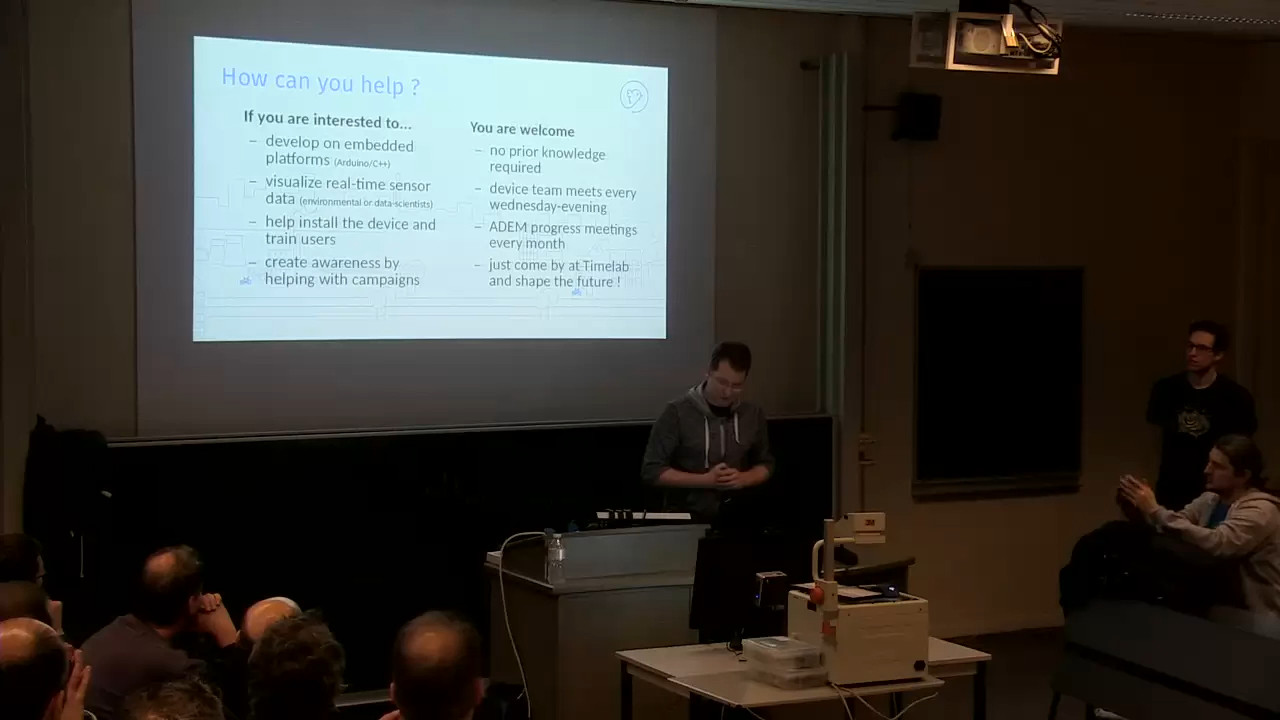 How can you help ?
If you are interested to...
– develop on embedded
platforms (Arduino/C++)
– visualize real-time sensor
data (environmental or data-scientists)
– help install the device and
train users
– create awareness by
helping with campaigns
You are welcome
– no prior knowledge
required
– device team meets every
wednesday-evening
– ADEM progress meetings
every month
– just come by at Timelab
and shape the future !